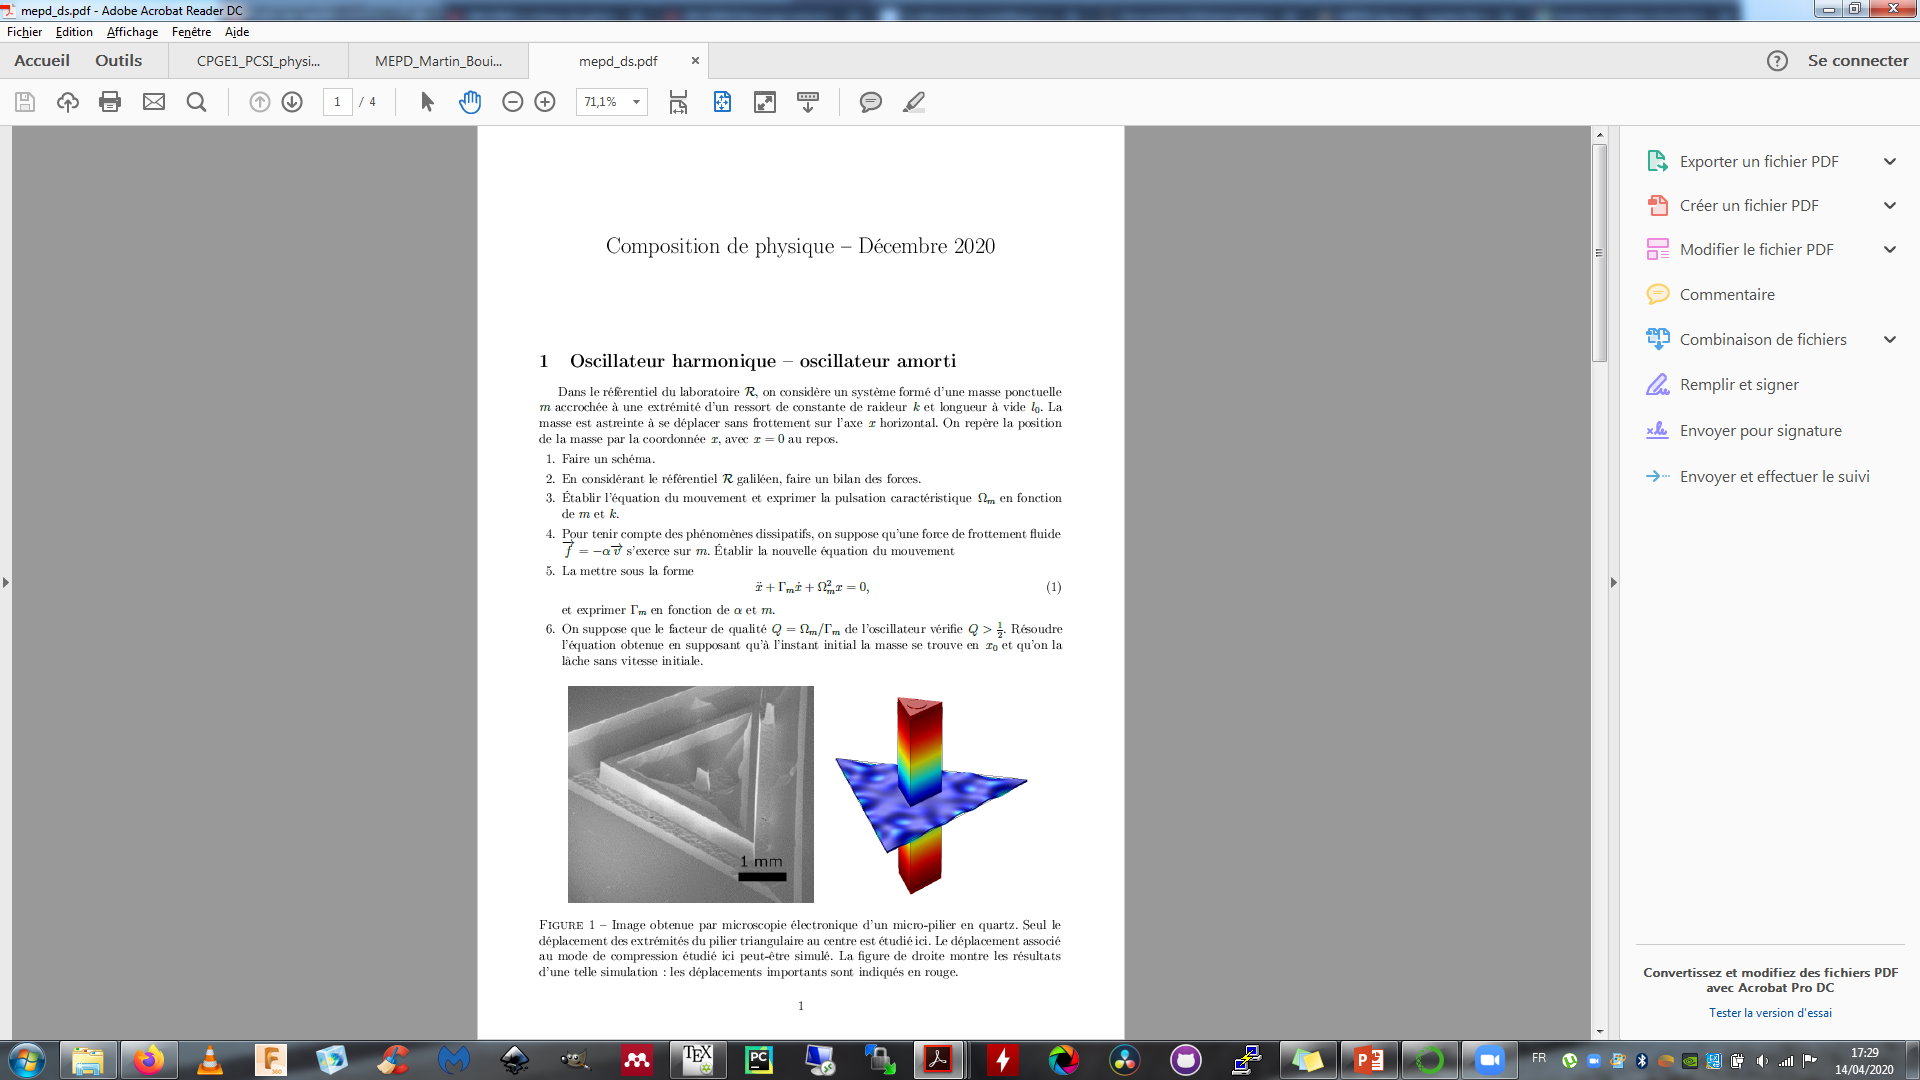 mepd_ds.pdf - Adobe Acrobat Reader DC
Fichier Edition Affichage Fenêtre Aide
Accueil Outils CPGE1_PCSI_physi... MEPD_Martin_Boui... mepd_ds.pdf × ? Se connecter
1 / 4 71,1%
Composition de physique – Décembre 2020
1 Oscillateur harmonique – oscillateur amorti
Dans le référentiel du laboratoire R, on considère un système formé d'une masse ponctuelle
m accrochée à une extrémité d'un ressort de constante de raideur k et longueur à vide l₀. La
masse est astreinte à se déplacer sans frottement sur l'axe x horizontal. On repère la position
de la masse par la coordonnée x, avec x = 0 au repos.
1. Faire un schéma.
2. En considérant le référentiel R galiléen, faire un bilan des forces.
3. Établir l'équation du mouvement et exprimer la pulsation caractéristique Ωₘ en fonction
de m et k.
4. Pour tenir compte des phénomènes dissipatifs, on suppose qu'une force de frottement fluide
f⃗ = −αv⃗ s'exerce sur m. Établir la nouvelle équation du mouvement
5. La mettre sous la forme
ẍ + Γₘẋ + Ω²ₘx = 0, (1)
et exprimer Γₘ en fonction de α et m.
6. On suppose que le facteur de qualité Q = Ωₘ/Γₘ de l'oscillateur vérifie Q > 1/2. Résoudre
l'équation obtenue en supposant qu'à l'instant initial la masse se trouve en x₀ et qu'on la
lâche sans vitesse initiale.
1 mm
FIGURE 1 – Image obtenue par microscopie électronique d'un micro-pilier en quartz. Seul le
déplacement des extrémités du pilier triangulaire au centre est étudié ici. Le déplacement associé
au mode de compression étudié ici peut-être simulé. La figure de droite montre les résultats
d'une telle simulation : les déplacements importants sont indiqués en rouge.
1
Exporter un fichier PDF
Créer un fichier PDF
Modifier le fichier PDF
Commentaire
Combinaison de fichiers
Remplir et signer
Envoyer pour signature
Envoyer et effectuer le suivi
Convertissez et modifiez des fichiers PDF
avec Acrobat Pro DC
Tester la version d'essai
FR
17:29
14/04/2020